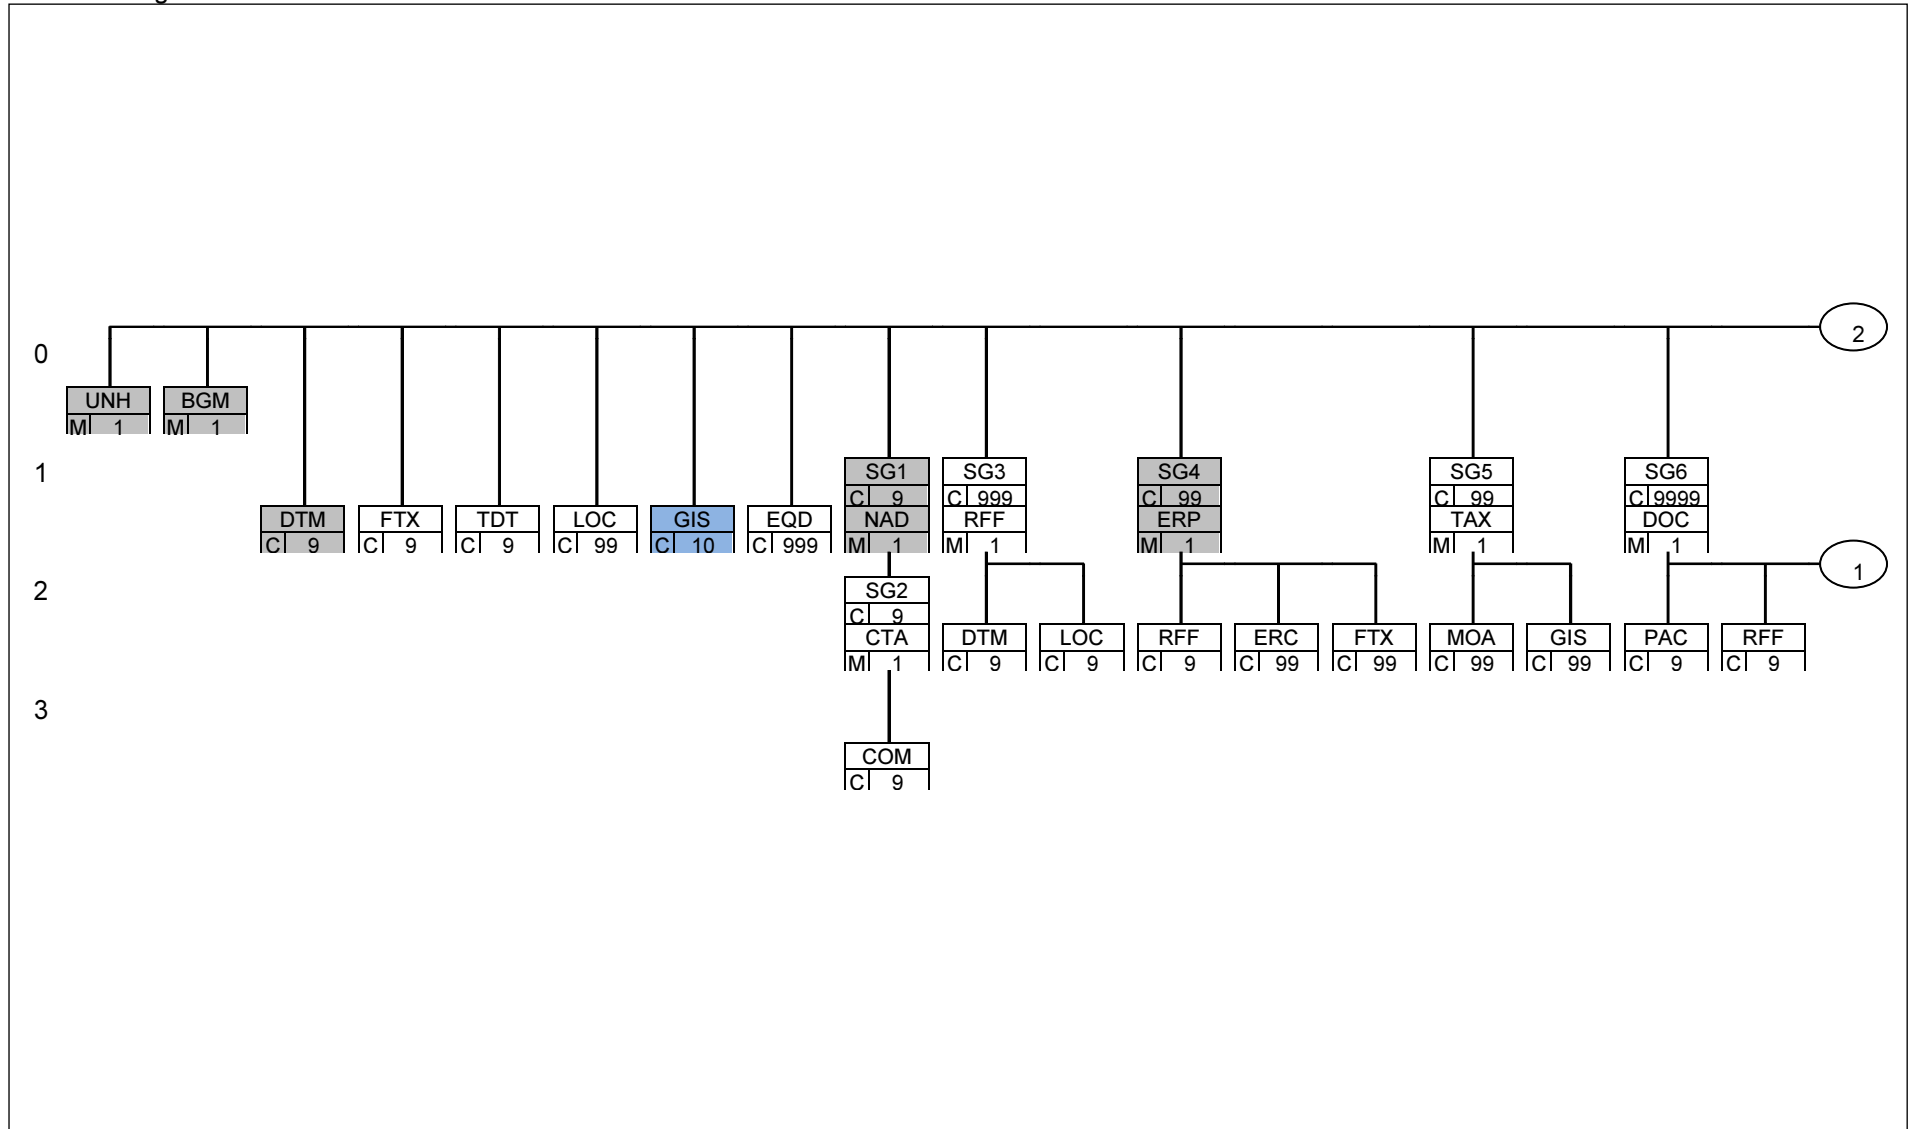 2
0
UNH BGM
M 1 M 1
1
SG1 SG3 SG4 SG5 SG6
C 9 C 999 C 99 C 99 C 9999
DTM FTX TDT LOC GIS EQD NAD RFF ERP TAX DOC
C 9 C 9 C 9 C 99 C 10 C 999 M 1 M 1 M 1 M 1 M 1
1
2
SG2
C 9
CTA DTM LOC RFF ERC FTX MOA GIS PAC RFF
M 1 C 9 C 9 C 9 C 99 C 99 C 99 C 99 C 9 C 9
3
COM
C 9